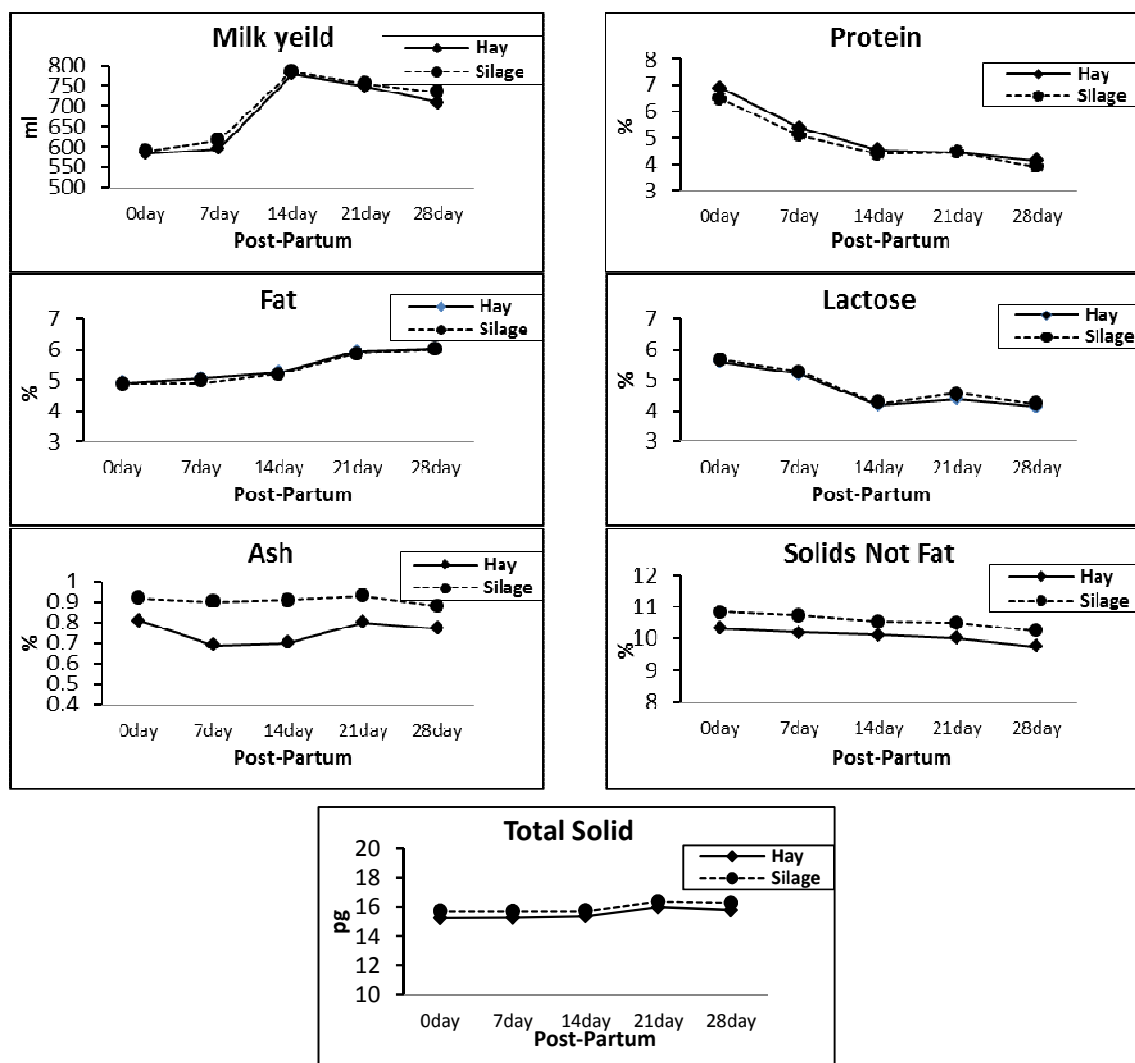 Milk yeild
Hay
Silage
800
750
700
650
600
550
500
ml
0day 7day 14day 21day 28day
Post-Partum
Protein
Hay
Silage
8
7
6
5
4
3
%
0day 7day 14day 21day 28day
Post-Partum
Fat
Hay
Silage
7
6
5
4
3
%
0day 7day 14day 21day 28day
Post-Partum
Lactose
Hay
Silage
7
6
5
4
3
%
0day 7day 14day 21day 28day
Post-Partum
Ash
Hay
Silage
1
0.9
0.8
0.7
0.6
0.5
0.4
%
0day 7day 14day 21day 28day
Post-Partum
Solids Not Fat
Hay
Silage
12
11
10
9
8
%
0day 7day 14day 21day 28day
Post-Partum
Total Solid
Hay
Silage
20
18
16
14
12
10
pg
0day 7day 14day 21day 28day
Post-Partum